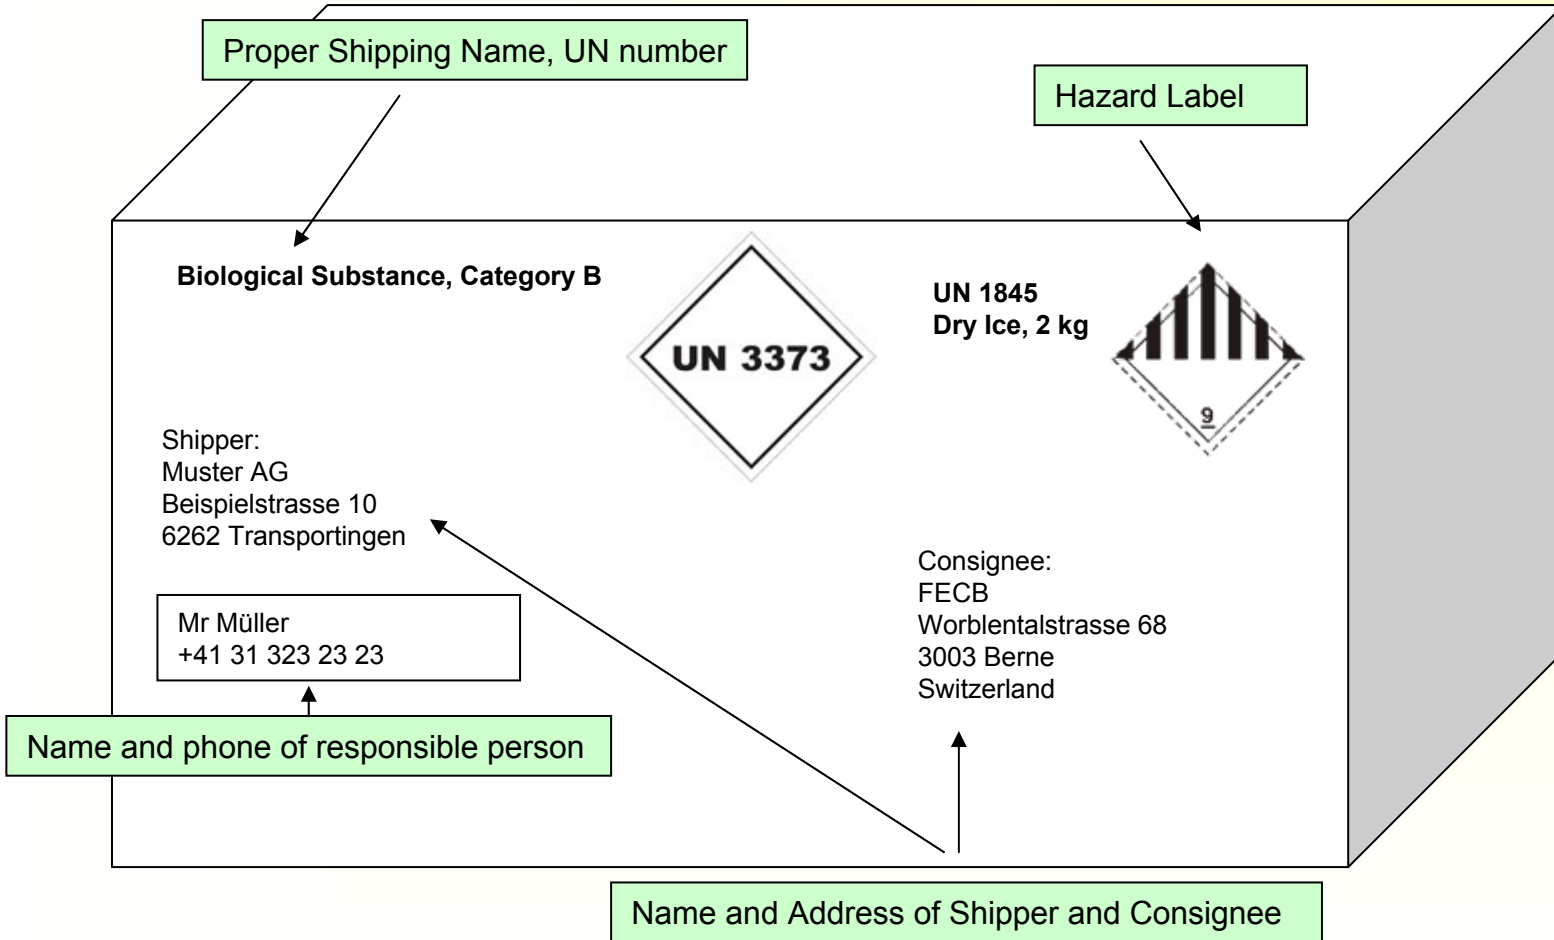 Proper Shipping Name, UN number
Hazard Label
Biological Substance, Category B
UN 3373
UN 1845
Dry Ice, 2 kg
9
Shipper:
Muster AG
Beispielstrasse 10
6262 Transportingen
Consignee:
FECB
Worblentalstrasse 68
3003 Berne
Switzerland
Mr Müller
+41 31 323 23 23
Name and phone of responsible person
Name and Address of Shipper and Consignee